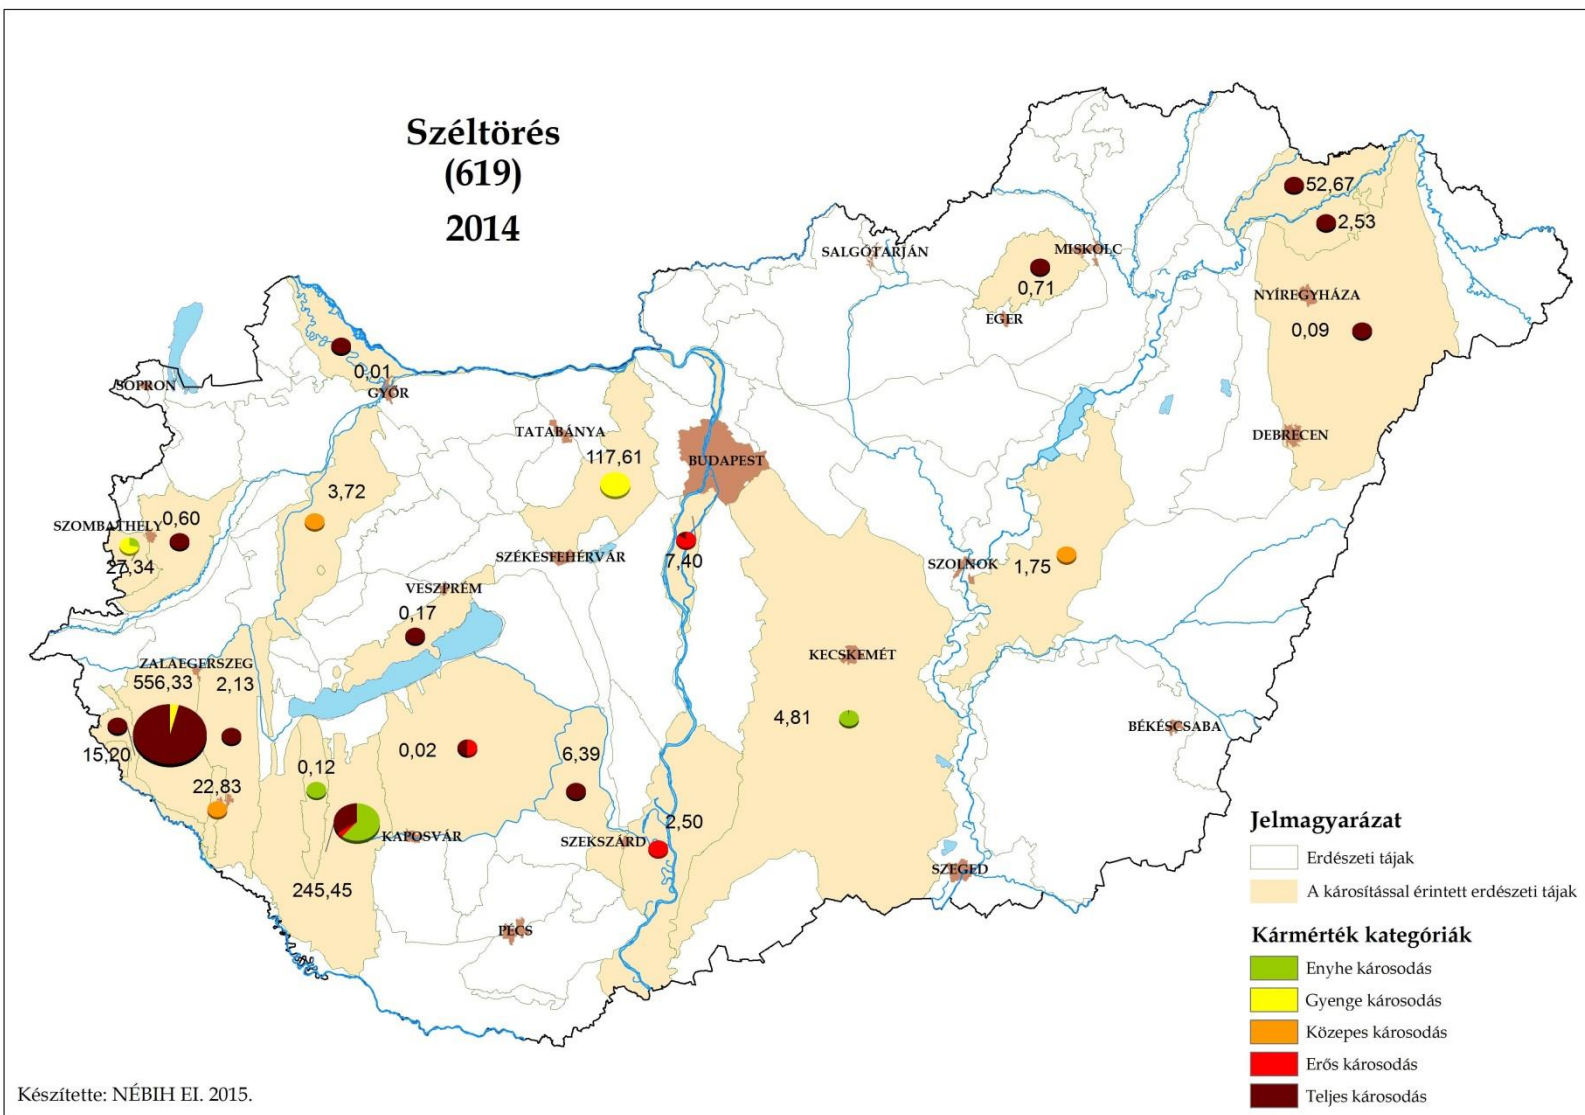 Széltörés
(619)
2014
52,67
2,53
SALGÓTARJÁN
MISKOLC
0,71
EGER
NYÍREGYHÁZA
0,09
0,01
SOPRON
GYŐR
TATABÁNYA
117,61
BUDAPEST
DEBRECEN
3,72
SZOMBATHELY
0,60
27,34
SZÉKESFEHÉRVÁR
7,40
SZOLNOK
1,75
VESZPRÉM
0,17
KECSKEMÉT
ZALAEGERSZEG
556,33
2,13
4,81
BÉKÉSCSABA
15,20
0,02
6,39
0,12
22,83
KAPOSVÁR
2,50
SZEKSZÁRD
SZEGED
245,45
PÉCS
Jelmagyarázat
Erdészeti tájak
A károsítással érintett erdészeti tájak
Kármérték kategóriák
Enyhe károsodás
Gyenge károsodás
Közepes károsodás
Erős károsodás
Teljes károsodás
Készítette: NÉBIH EI. 2015.